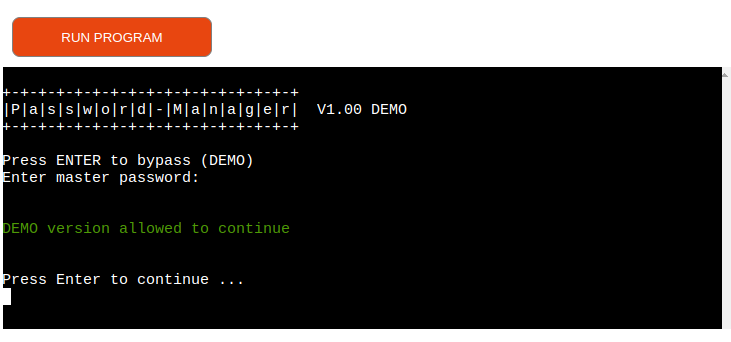 RUN PROGRAM
+-+-+-+-+-+-+-+-+-+-+-+-+-+-+-+-+
|P|a|s|s|w|o|r|d|-|M|a|n|a|g|e|r|  V1.00 DEMO
+-+-+-+-+-+-+-+-+-+-+-+-+-+-+-+-+
Press ENTER to bypass (DEMO)
Enter master password:
DEMO version allowed to continue
Press Enter to continue ...